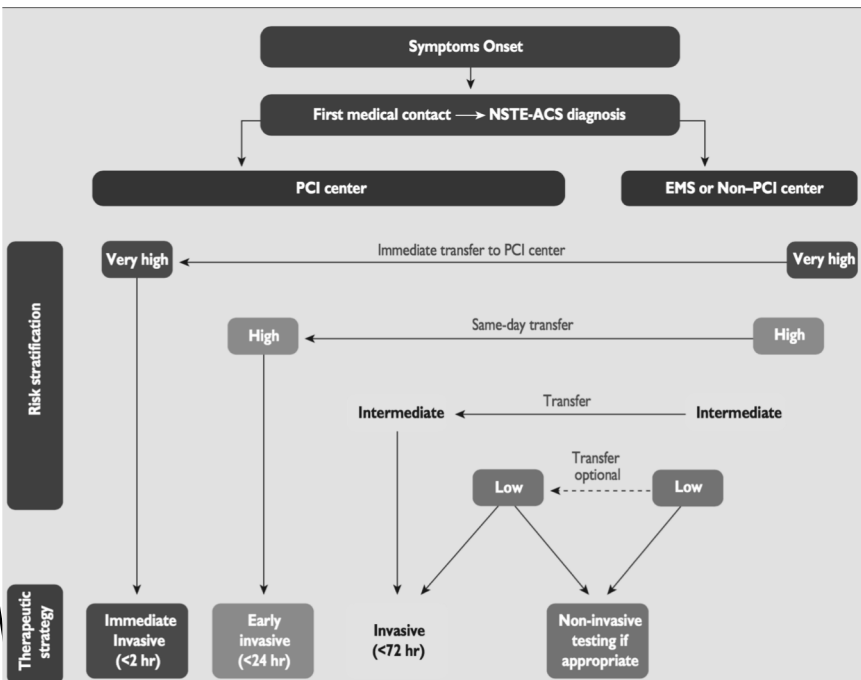 Symptoms Onset
First medical contact → NSTE-ACS diagnosis
PCI center
EMS or Non–PCI center
Risk stratification
Very high
Immediate transfer to PCI center
Very high
High
Same-day transfer
High
Intermediate
Transfer
Intermediate
Transfer
optional
Low
Low
Therapeutic
strategy
Immediate
Invasive
(<2 hr)
Early
invasive
(<24 hr)
Invasive
(<72 hr)
Non-invasive
testing if
appropriate